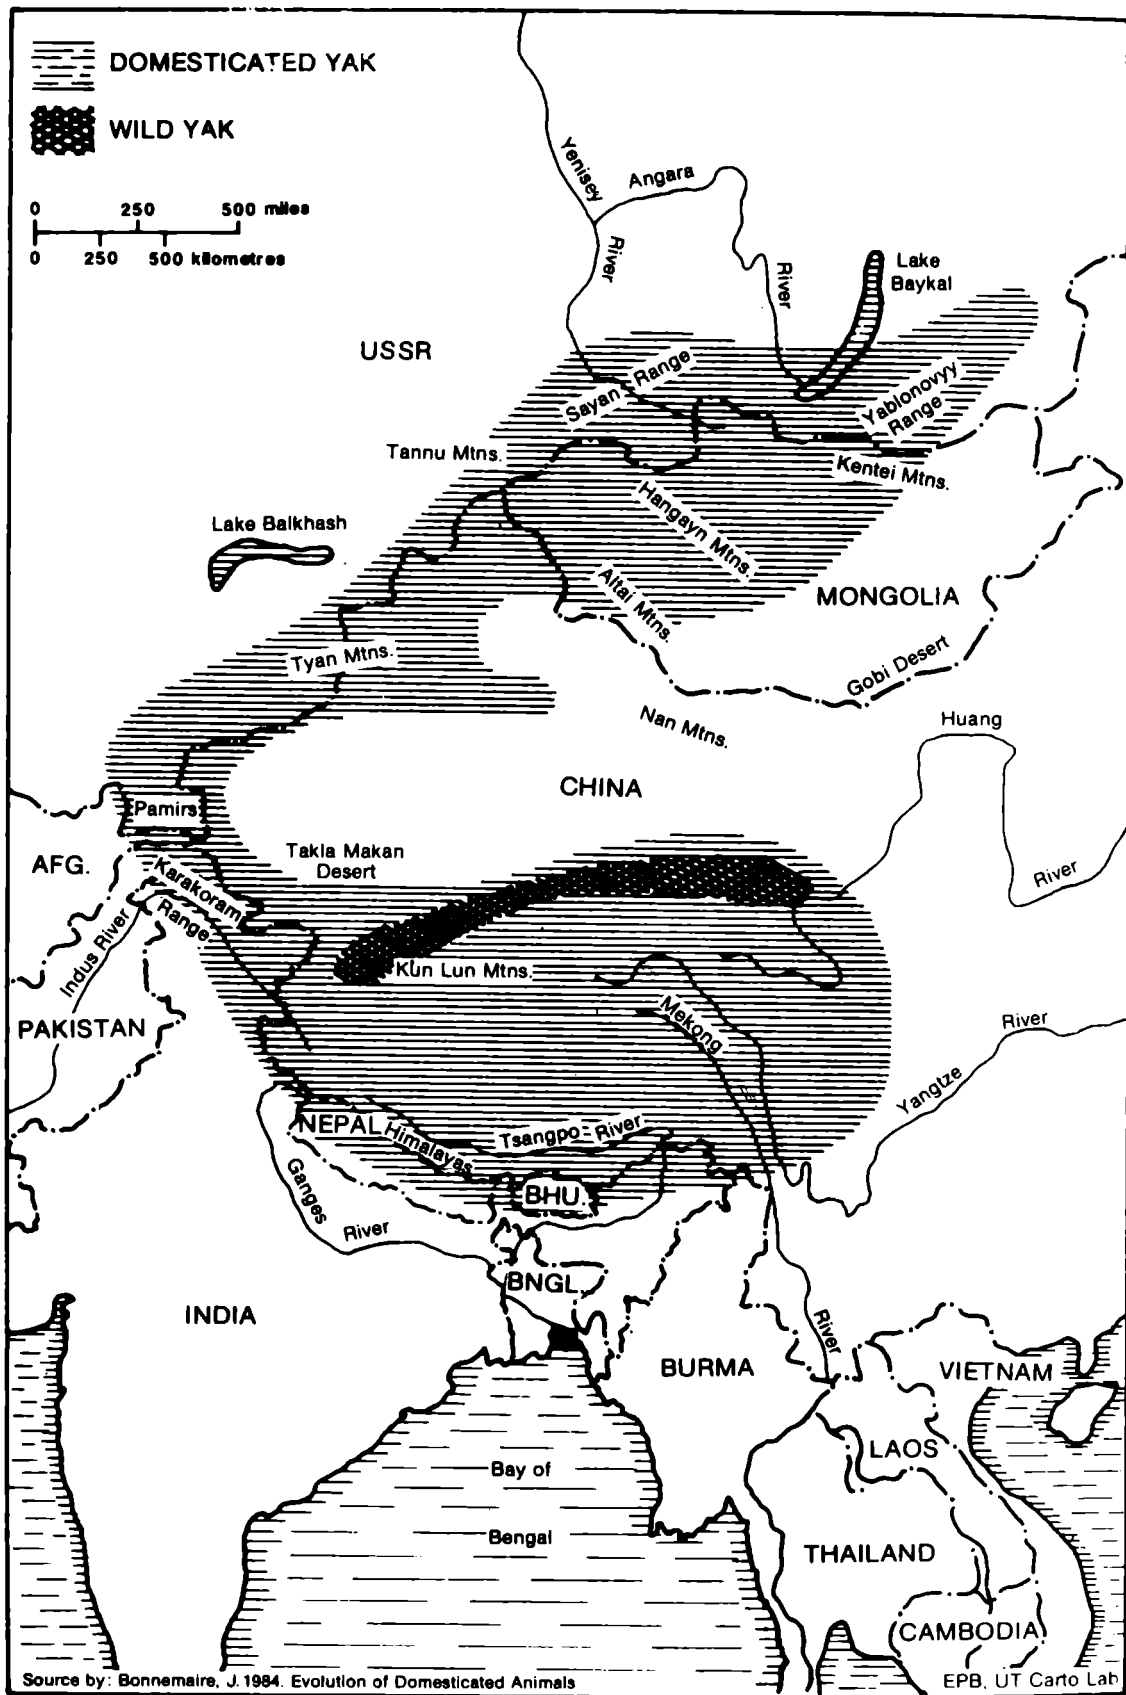 DOMESTICATED YAK
WILD YAK
0 250 500 miles
0 250 500 kilometres
Yenisey
River
Angara
River
Lake
Baykal
USSR
Sayan Range
Yablonovyy
Range
Tannu Mtns.
Kentei Mtns.
Hangayn Mtns.
Lake Balkhash
Altai Mtns.
MONGOLIA
Tyan Mtns.
Gobi Desert
Nan Mtns.
Huang
River
CHINA
Pamirs
AFG.
Takla Makan
Desert
Karakoram
Range
Indus River
Kun Lun Mtns.
PAKISTAN
Mekong
River
Yangtze
NEPAL
Himalayas
Tsangpo River
BHU.
Ganges
River
BNGL.
INDIA
River
BURMA
VIETNAM
LAOS
Bay of
Bengal
THAILAND
CAMBODIA
Source by: Bonnemaire, J. 1984. Evolution of Domesticated Animals
EPB, UT Carto Lab